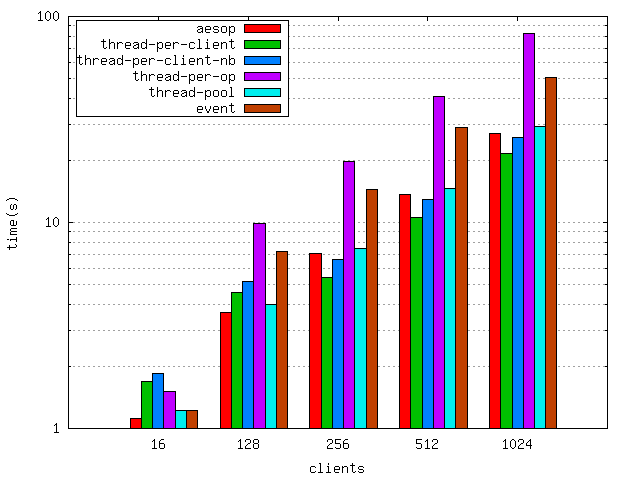 100
aesop
thread-per-client
thread-per-client-nb
thread-per-op
thread-pool
event
time(s)
10
1
16 128 256 512 1024
clients